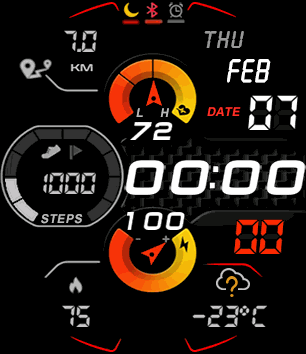 7.0
KM
THU
FEB
DATE 07
L H
72
00:00
1000
STEPS
100
- +
00
75
?
-23°C